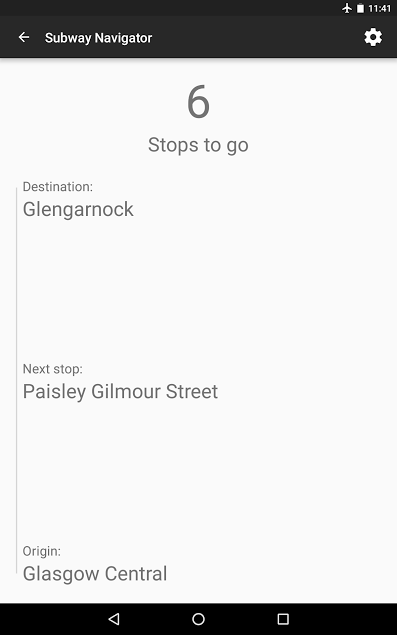 11:41
Subway Navigator
6
Stops to go
Destination:
Glengarnock
Next stop:
Paisley Gilmour Street
Origin:
Glasgow Central